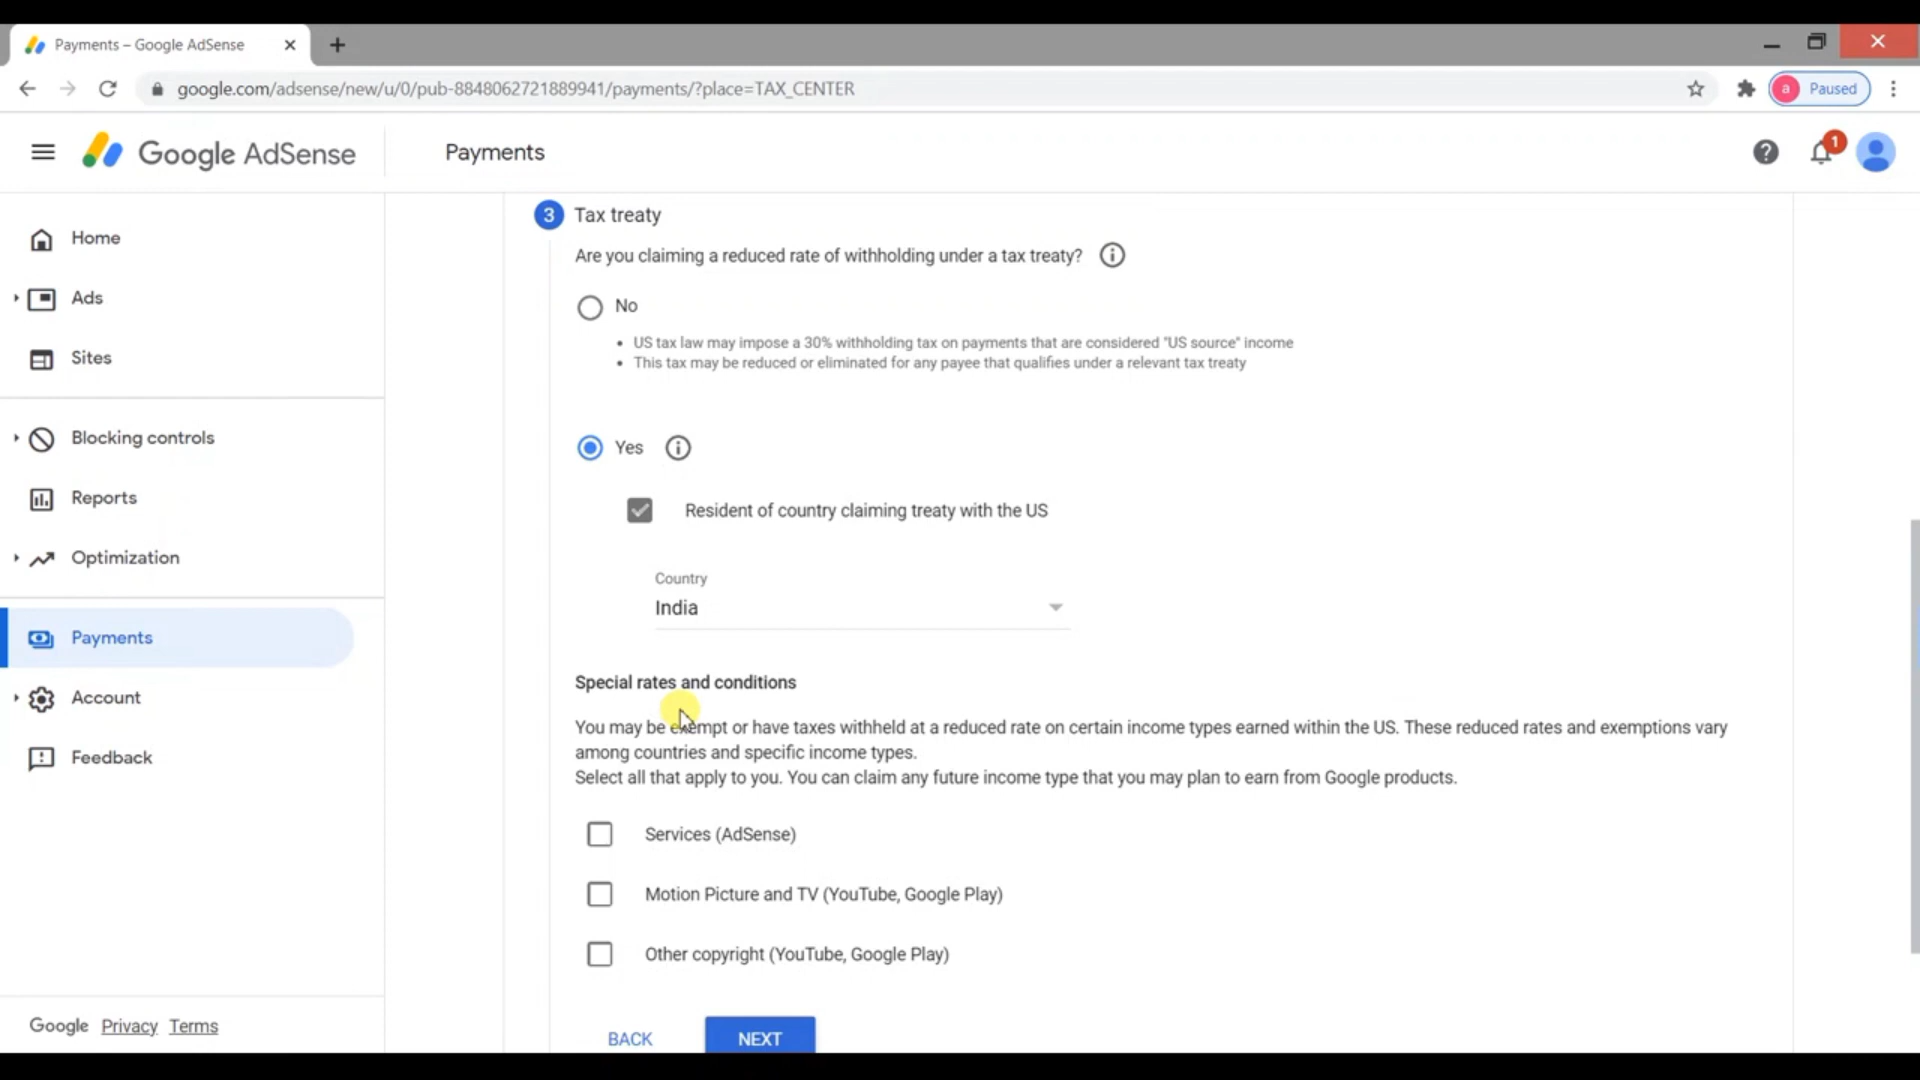 Payments – Google AdSense
google.com/adsense/new/u/0/pub-8848062721889941/payments/?place=TAX_CENTER
a Paused
Google AdSense
Payments
1
Home
Ads
Sites
Blocking controls
Reports
Optimization
Payments
Account
Feedback
Google Privacy Terms
3 Tax treaty
Are you claiming a reduced rate of withholding under a tax treaty?
No
• US tax law may impose a 30% withholding tax on payments that are considered "US source" income
• This tax may be reduced or eliminated for any payee that qualifies under a relevant tax treaty
Yes
Resident of country claiming treaty with the US
Country
India
Special rates and conditions
You may be exempt or have taxes withheld at a reduced rate on certain income types earned within the US. These reduced rates and exemptions vary
among countries and specific income types.
Select all that apply to you. You can claim any future income type that you may plan to earn from Google products.
Services (AdSense)
Motion Picture and TV (YouTube, Google Play)
Other copyright (YouTube, Google Play)
BACK NEXT